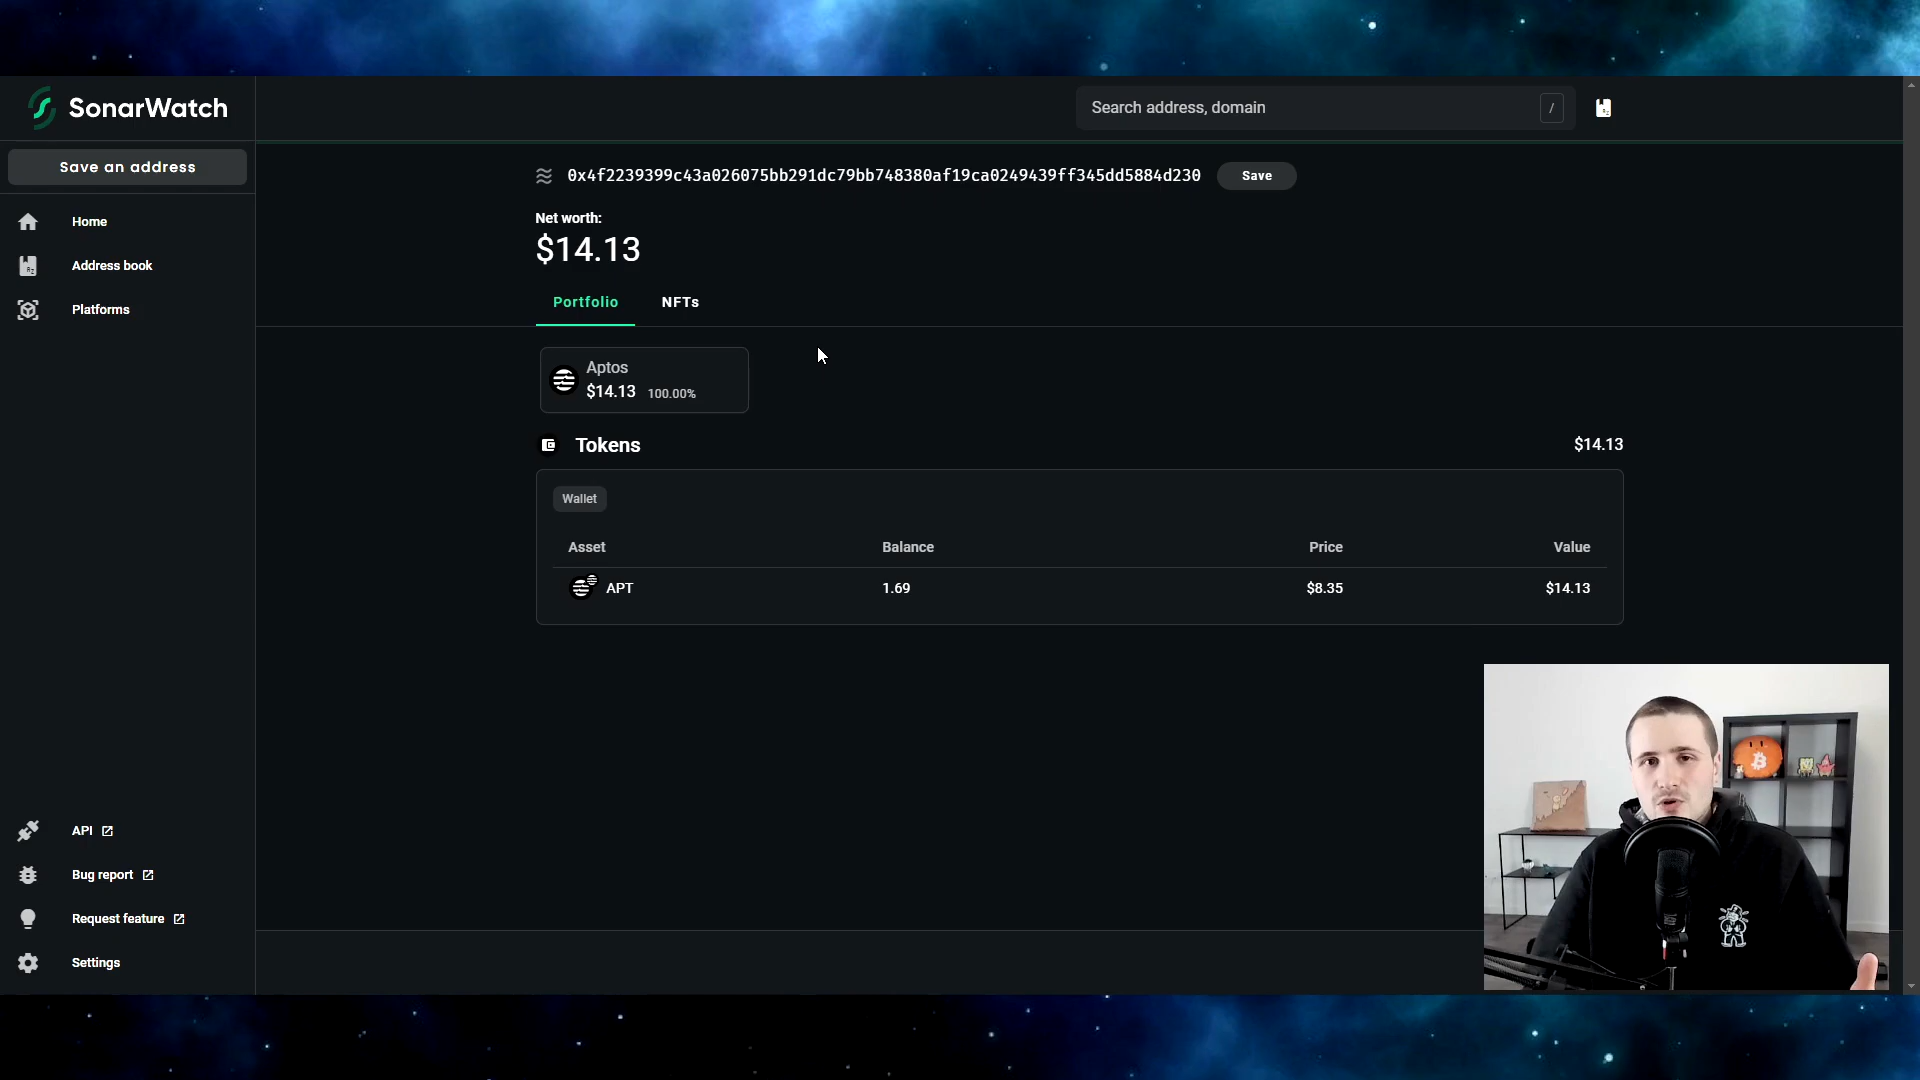 SonarWatch
Search address, domain
/
Save an address
0x4f2239399c43a026075bb291dc79bb748380af19ca0249439ff345dd5884d230
Save
Home
Net worth:
$14.13
Address book
Platforms
Portfolio
NFTs
Aptos
$14.13 100.00%
Tokens
$14.13
Wallet
Asset Balance Price Value
APT 1.69 $8.35 $14.13
API
Bug report
Request feature
Settings